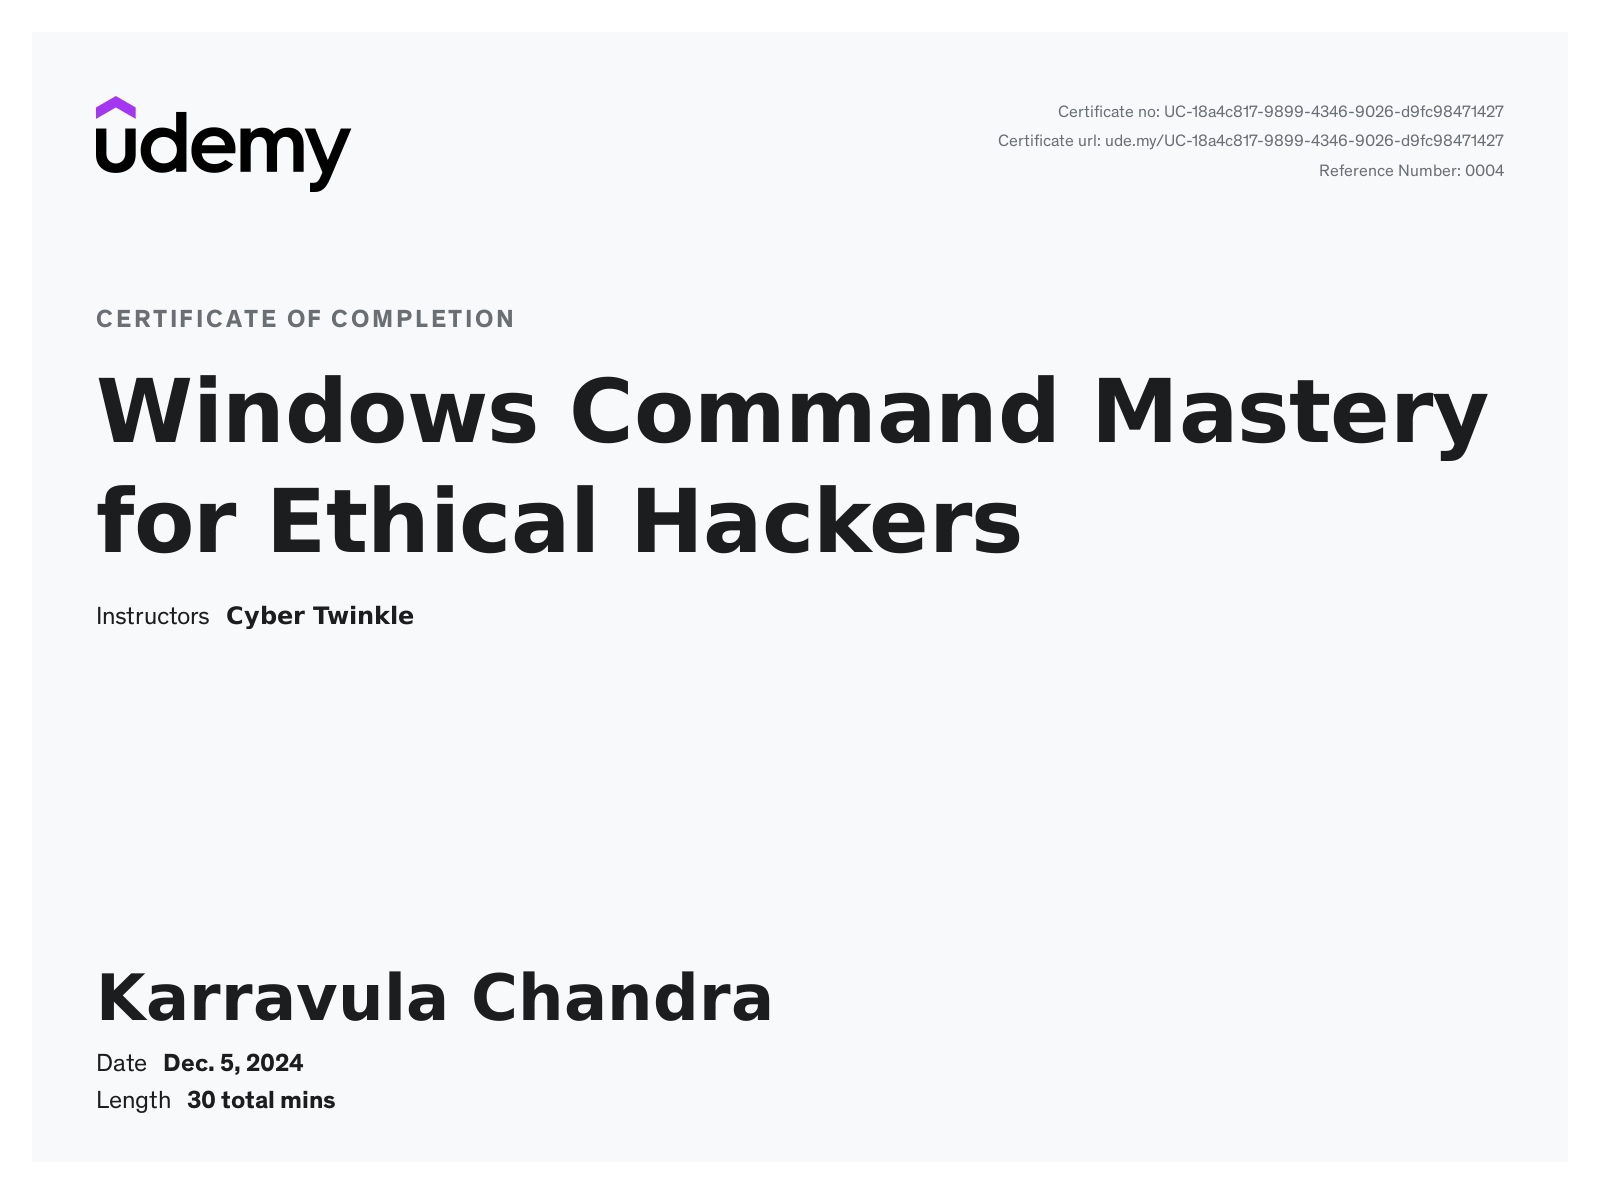 udemy
Certificate no: UC-18a4c817-9899-4346-9026-d9fc98471427
Certificate url: ude.my/UC-18a4c817-9899-4346-9026-d9fc98471427
Reference Number: 0004
CERTIFICATE OF COMPLETION
Windows Command Mastery
for Ethical Hackers
Instructors Cyber Twinkle
Karravula Chandra
Date Dec. 5, 2024
Length 30 total mins